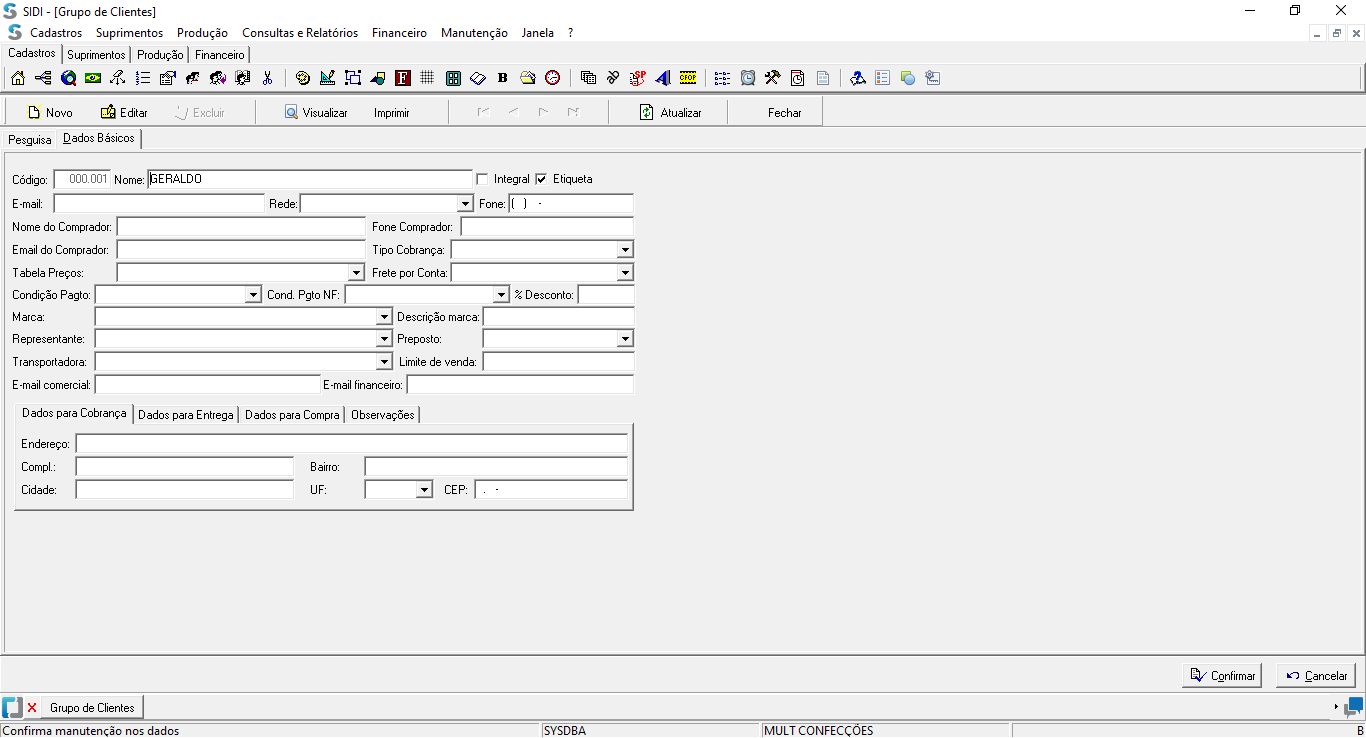 SIDI - [Grupo de Clientes]
Cadastros Suprimentos Produção Consultas e Relatórios Financeiro Manutenção Janela ?
Cadastros Suprimentos Produção Financeiro
F B SP CFOP
Novo Editar Excluir Visualizar Imprimir Atualizar Fechar
Pesquisa Dados Básicos
Código: 000.001 Nome: GERALDO Integral Etiqueta
E-mail: Rede: Fone: ( ) -
Nome do Comprador: Fone Comprador:
Email do Comprador: Tipo Cobrança:
Tabela Preços: Frete por Conta:
Condição Pagto: Cond. Pgto NF: % Desconto:
Marca: Descrição marca:
Representante: Preposto:
Transportadora: Limite de venda:
E-mail comercial: E-mail financeiro:
Dados para Cobrança Dados para Entrega Dados para Compra Observações
Endereço:
Compl.: Bairro:
Cidade: UF: CEP: . -
Confirmar Cancelar
Grupo de Clientes
Confirma manutenção nos dados SYSDBA MULT CONFECÇÕES B